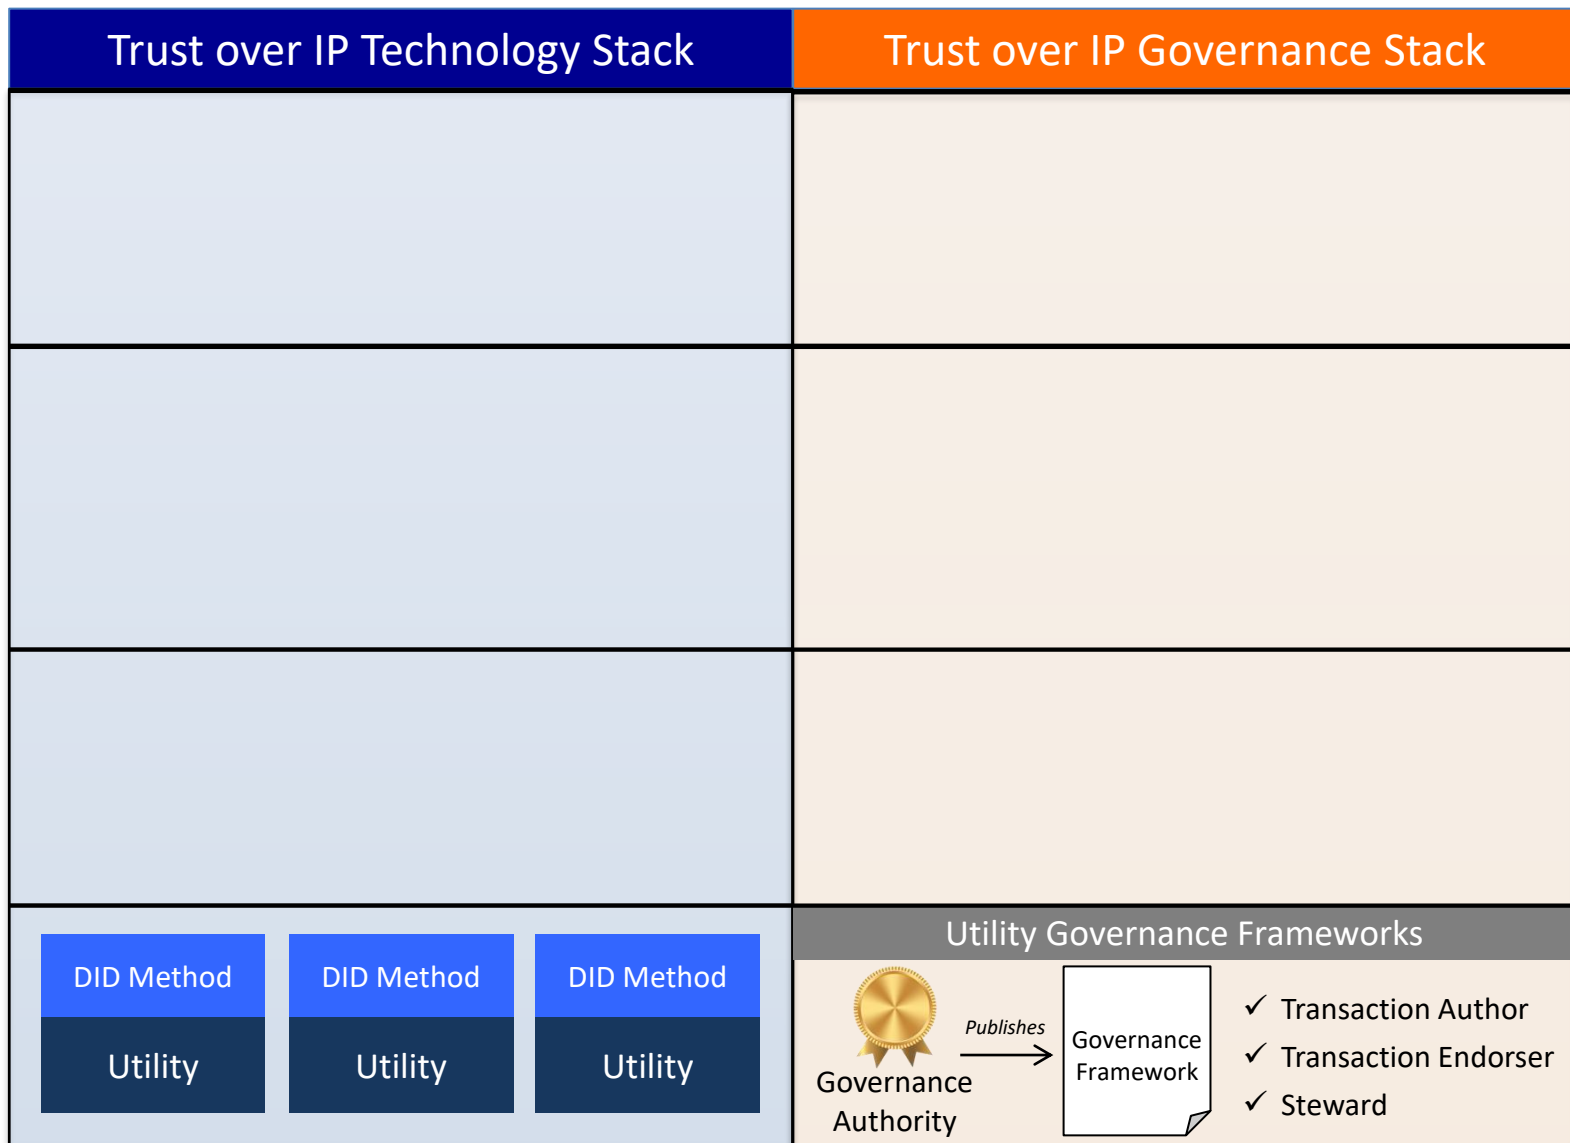 Trust over IP Technology Stack
Trust over IP Governance Stack
DID Method
Utility
DID Method
Utility
DID Method
Utility
Utility Governance Frameworks
Governance
Authority
Publishes
Governance
Framework
✓ Transaction Author
✓ Transaction Endorser
✓ Steward